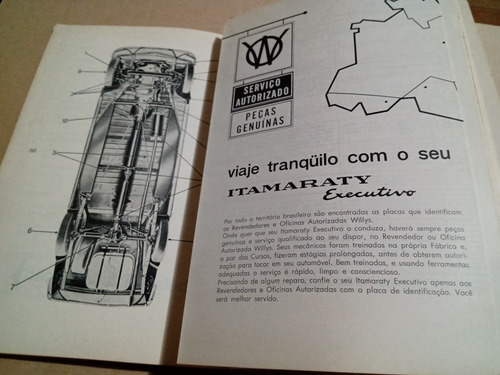 SERVIÇO
AUTORIZADO
PEÇAS
GENUÍNAS
viaje tranqüilo com o seu
ITAMARATY
Executivo
Por todo o território brasileiro são encontradas as placas que identificam
os Revendedores e Oficinas Autorizadas Willys.
Onde quer que seu Itamaraty Executivo o conduza, haverá sempre peças
genuínas e serviço qualificado ao seu dispor, no Revendedor ou Oficina
Autorizada Willys. Seus mecânicos foram treinados na própria Fábrica e,
a par dos Cursos, fizeram estágios prolongados, antes de obterem autori-
zação para tocar em seu automóvel. Bem treinados, e usando ferramentas
adequadas o serviço é rápido, limpo e consciencioso.
Precisando de algum reparo, confie o seu Itamaraty Executivo apenas aos
Revendedores e Oficinas Autorizadas com a placa de identificação. Você
será melhor servido.
10
6
7